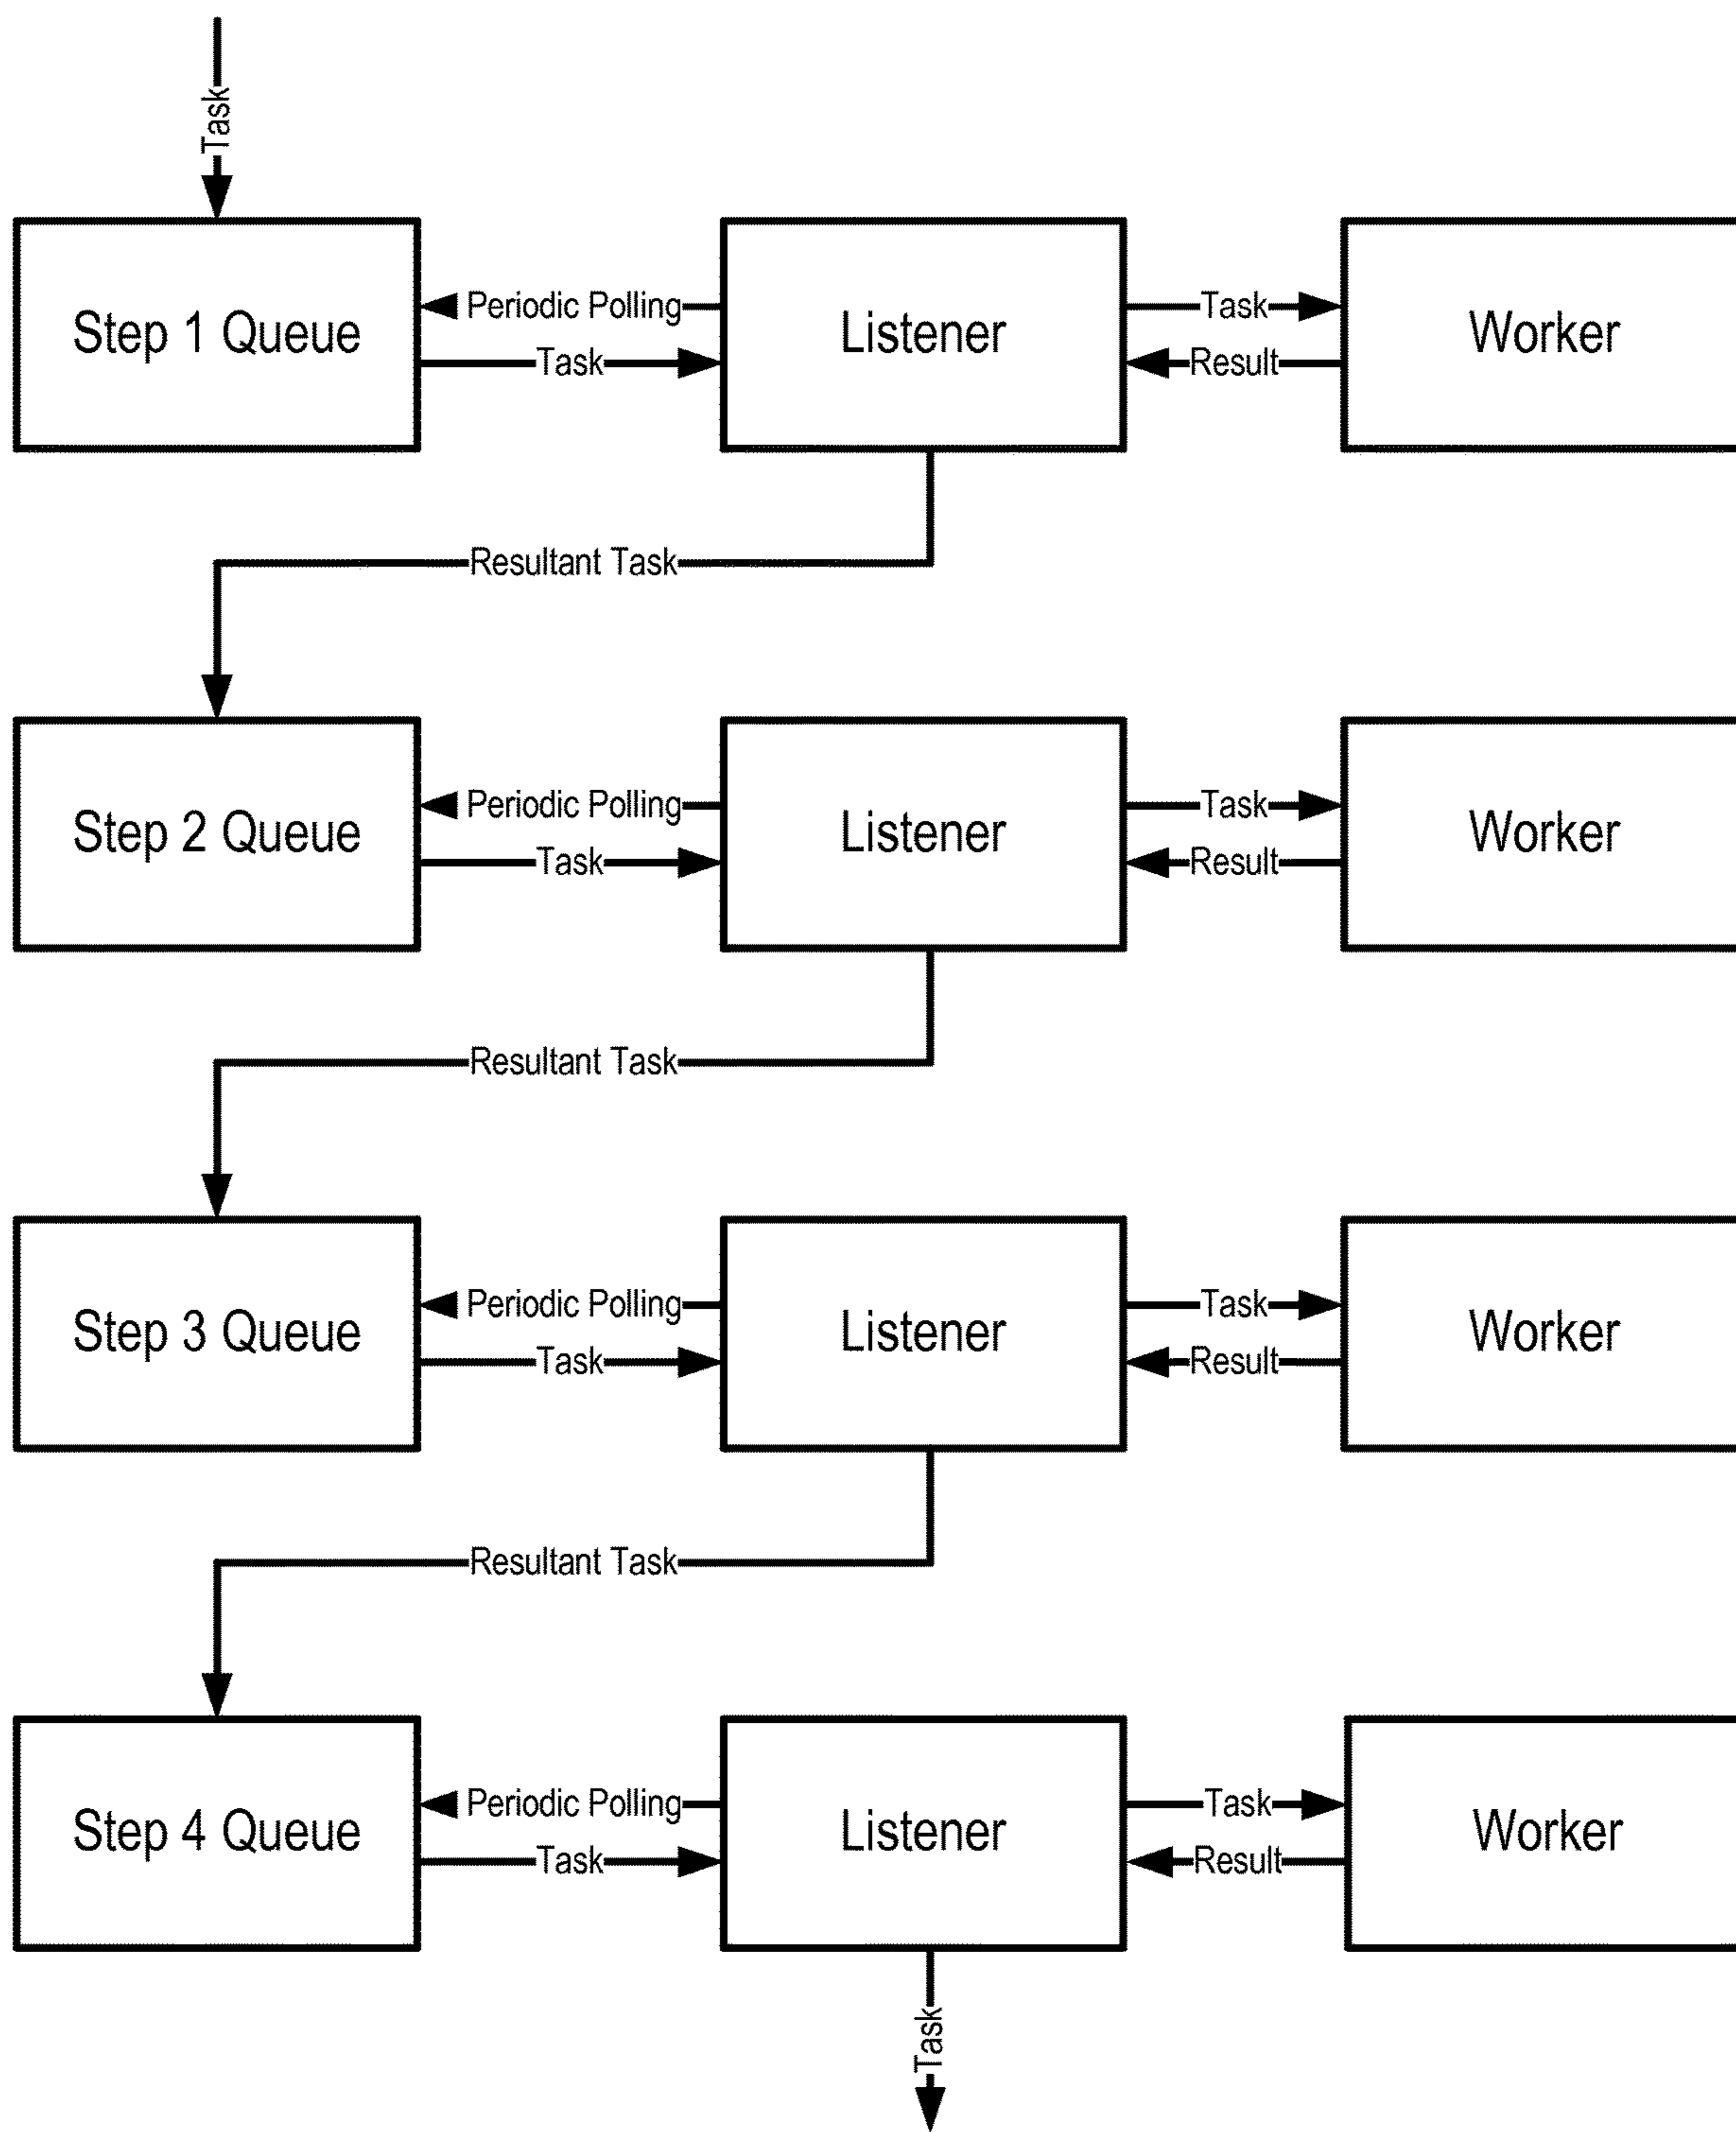 Task
Step 1 Queue
Periodic Polling
Task
Listener
Task
Result
Worker
Resultant Task
Step 2 Queue
Periodic Polling
Task
Listener
Task
Result
Worker
Resultant Task
Step 3 Queue
Periodic Polling
Task
Listener
Task
Result
Worker
Resultant Task
Step 4 Queue
Periodic Polling
Task
Listener
Task
Result
Worker
Task